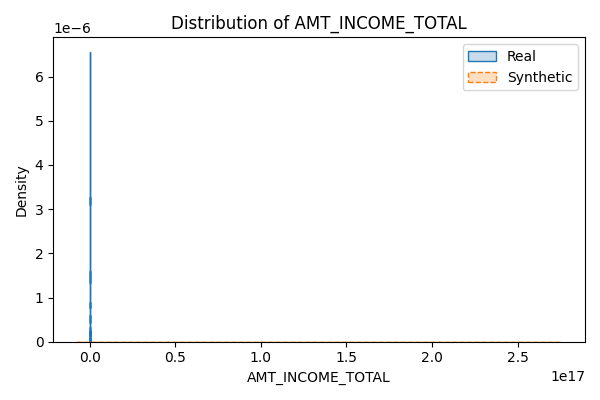 Distribution of AMT_INCOME_TOTAL
1e−6
Real
Synthetic
6
5
4
3
2
1
0
Density
0.0 0.5 1.0 1.5 2.0 2.5
1e17
AMT_INCOME_TOTAL